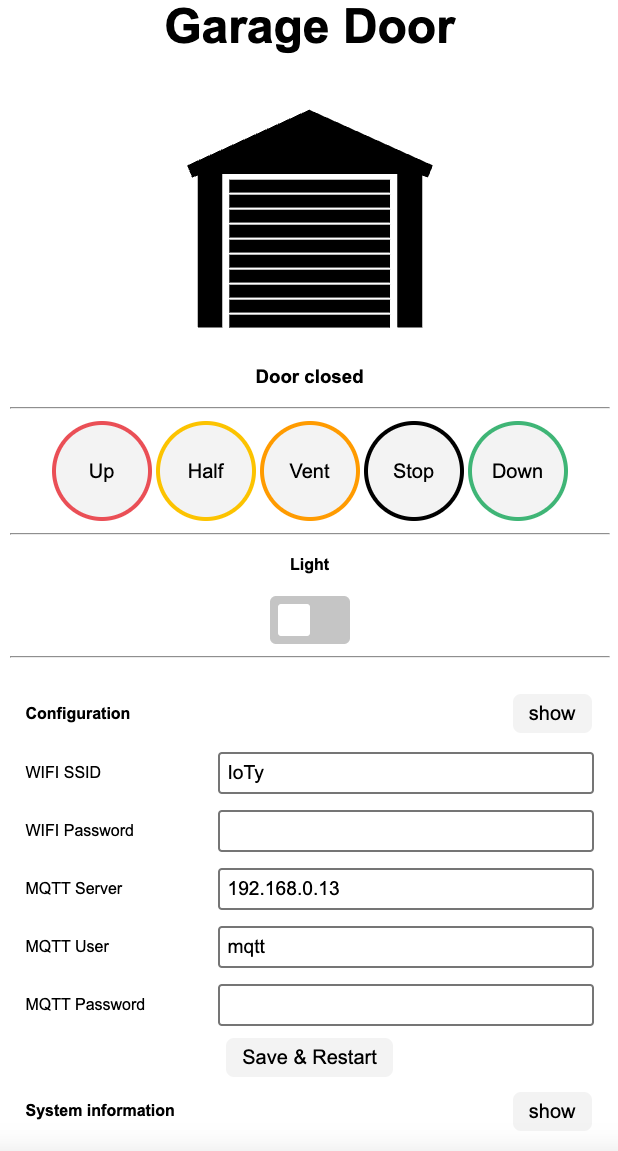 Garage Door
Door closed
Up Half Vent Stop Down
Light
Configuration show
WIFI SSID IoTy
WIFI Password
MQTT Server 192.168.0.13
MQTT User mqtt
MQTT Password
Save & Restart
System information show